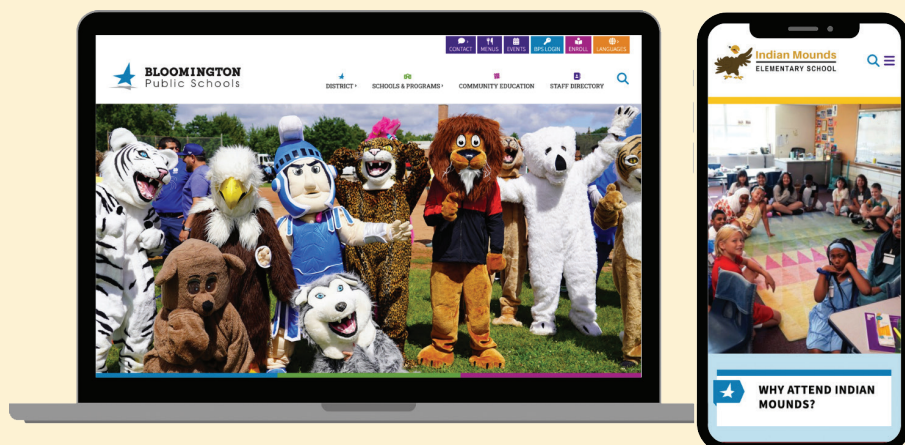 CONTACT MENUS EVENTS BPS LOGIN ENROLL LANGUAGES
BLOOMINGTON
Public Schools
DISTRICT SCHOOLS & PROGRAMS COMMUNITY EDUCATION STAFF DIRECTORY
Indian Mounds
ELEMENTARY SCHOOL
WHY ATTEND INDIAN
MOUNDS?